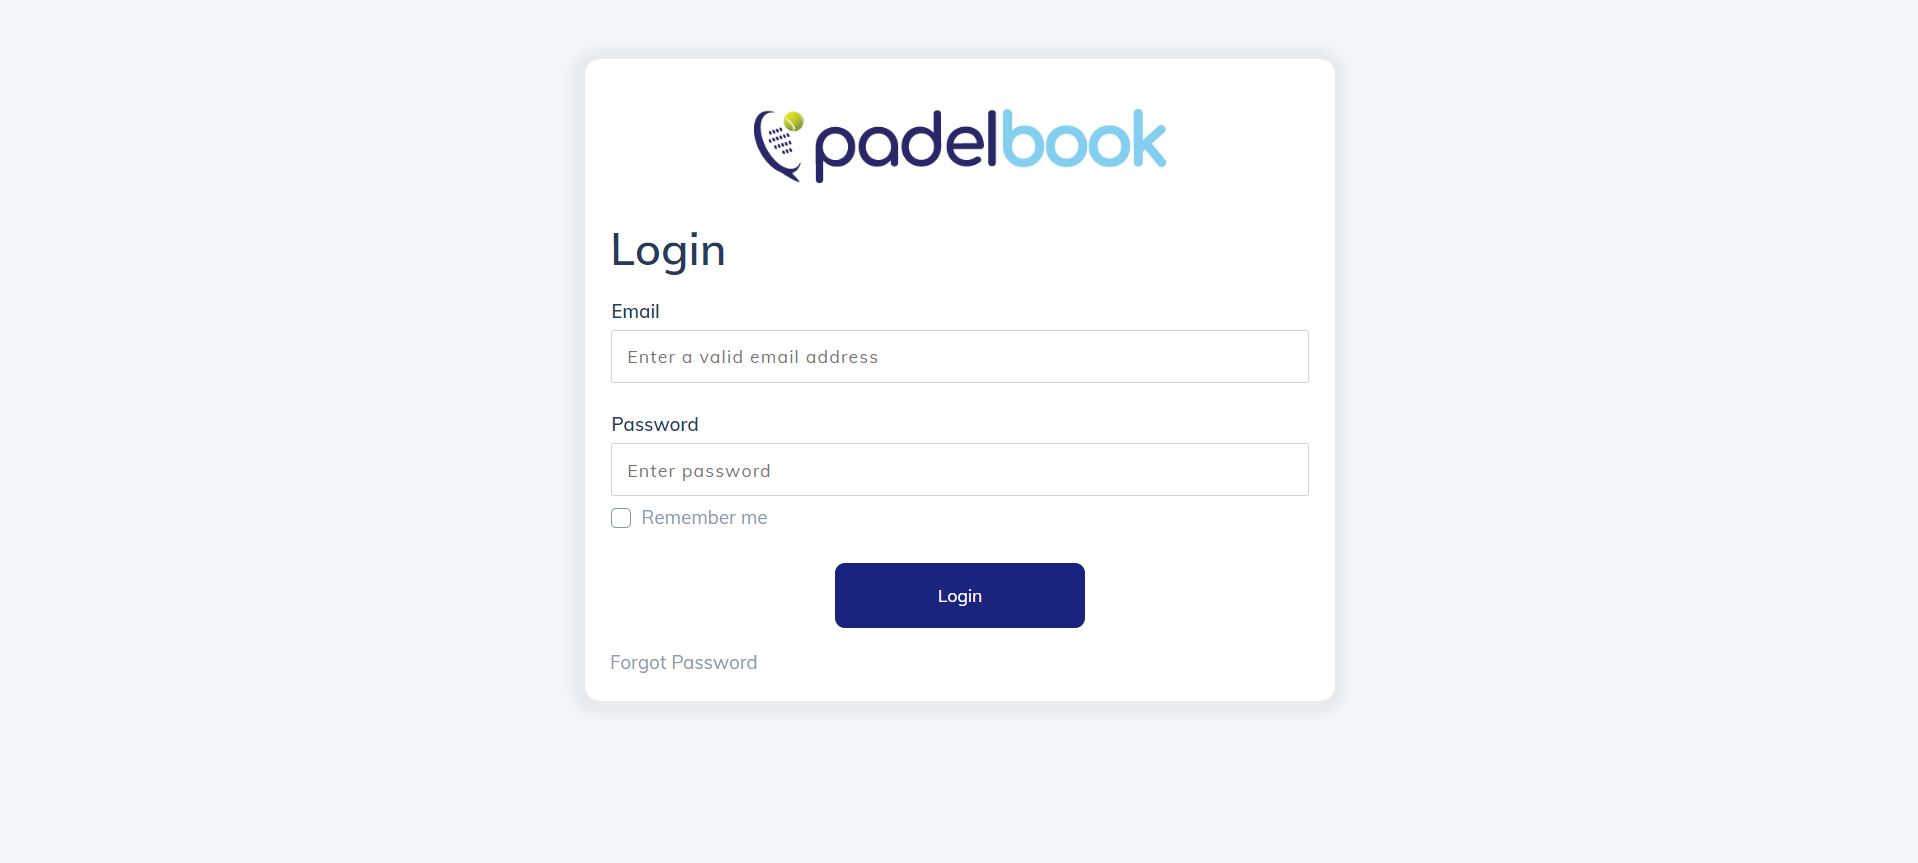 padelbook
Login
Email
Enter a valid email address
Password
Enter password
Remember me
Login
Forgot Password